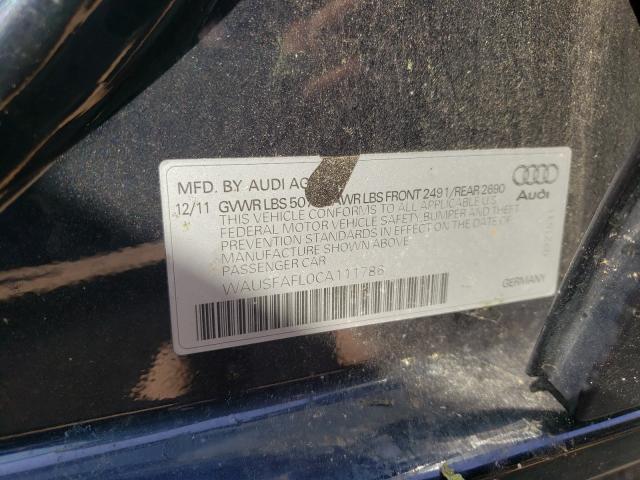 MFD. BY AUDI AG
12/11 GVWR LBS 50 WR LBS FRONT 2491/REAR 2690
THIS VEHICLE CONFORMS TO ALL APPLICABLE U.S.
FEDERAL MOTOR VEHICLE SAFETY, BUMPER, AND THEFT
PREVENTION STANDARDS IN EFFECT ON THE DATE OF
MANUFACTURE SHOWN ABOVE
PASSENGER CAR
WAUSFAFL0CA111786
Audi
GERMANY